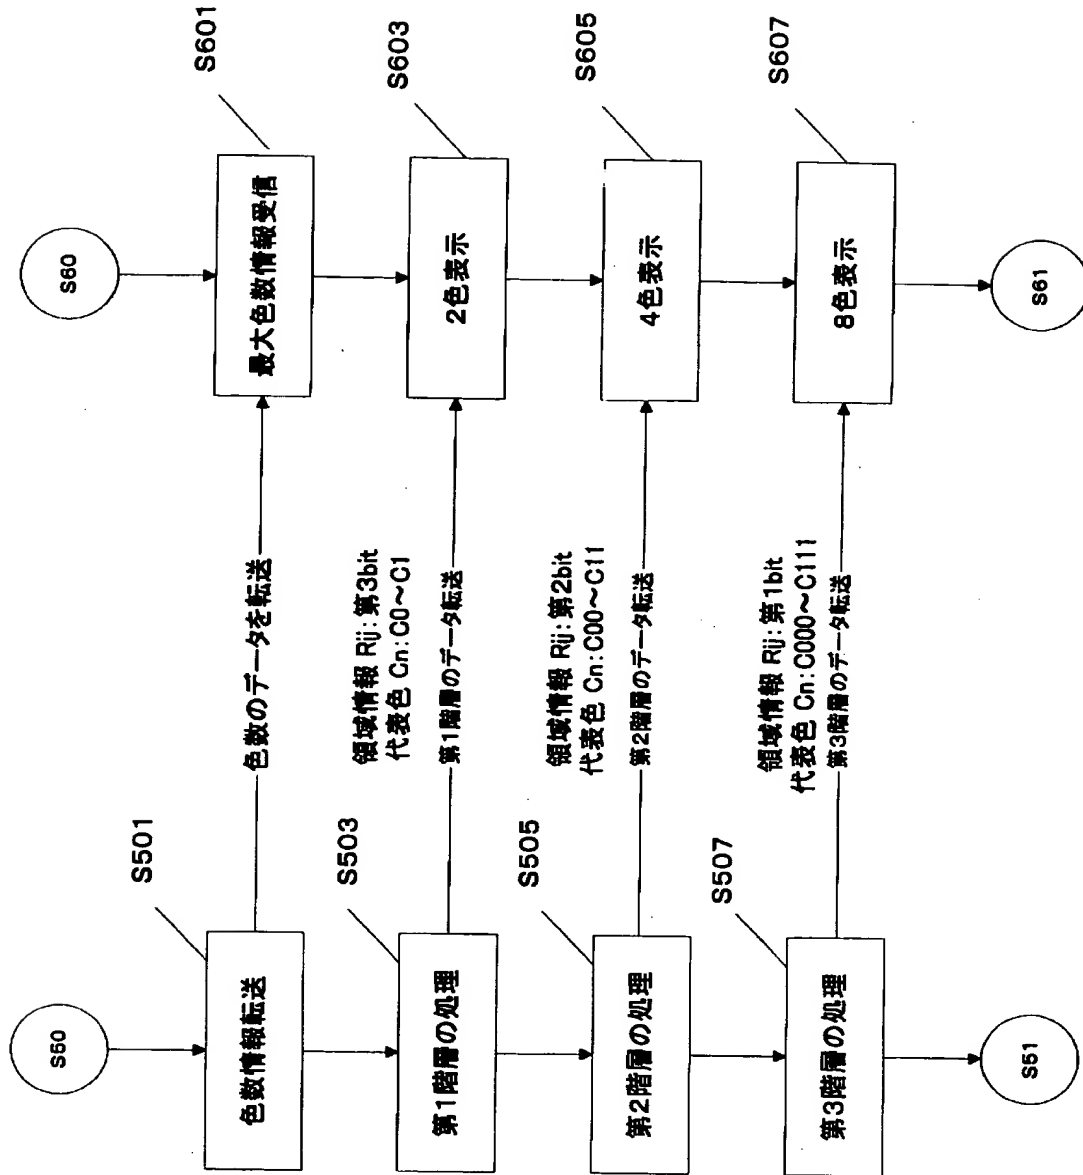 S50
S60
S501
S601
色数情報転送
色数のデータを転送
最大色数情報受信
S503
S603
領域情報 Rij:第3bit
代表色 Cn:C0~C1
第1階層の処理
第1階層のデータ転送
2色表示
S505
S605
領域情報 Rij:第2bit
代表色 Cn:C00~C11
第2階層の処理
第2階層のデータ転送
4色表示
S507
S607
領域情報 Rij:第1bit
代表色 Cn:C000~C111
第3階層の処理
第3階層のデータ転送
8色表示
S51
S61